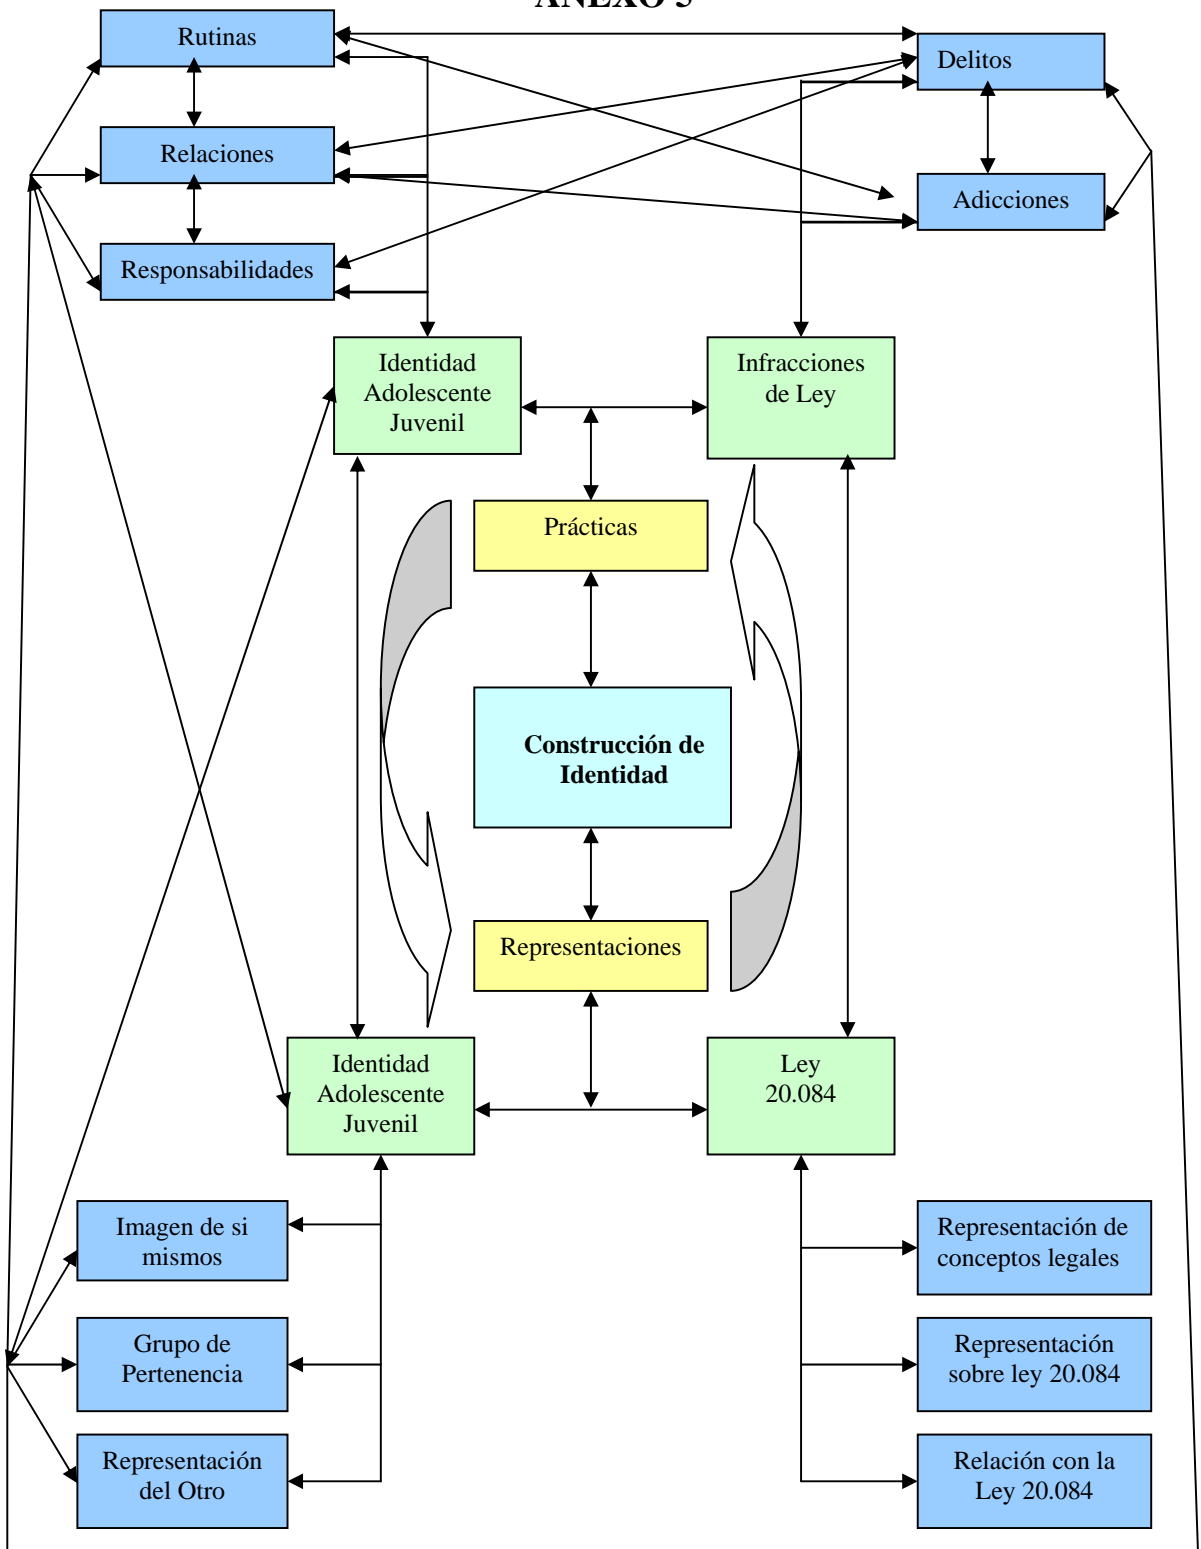 ANEXO 5
Rutinas
Delitos
Relaciones
Adicciones
Responsabilidades
Identidad
Adolescente
Juvenil
Infracciones
de Ley
Prácticas
Construcción de
Identidad
Representaciones
Identidad
Adolescente
Juvenil
Ley
20.084
Imagen de si
mismos
Representación de
conceptos legales
Grupo de
Pertenencia
Representación
sobre ley 20.084
Representación
del Otro
Relación con la
Ley 20.084